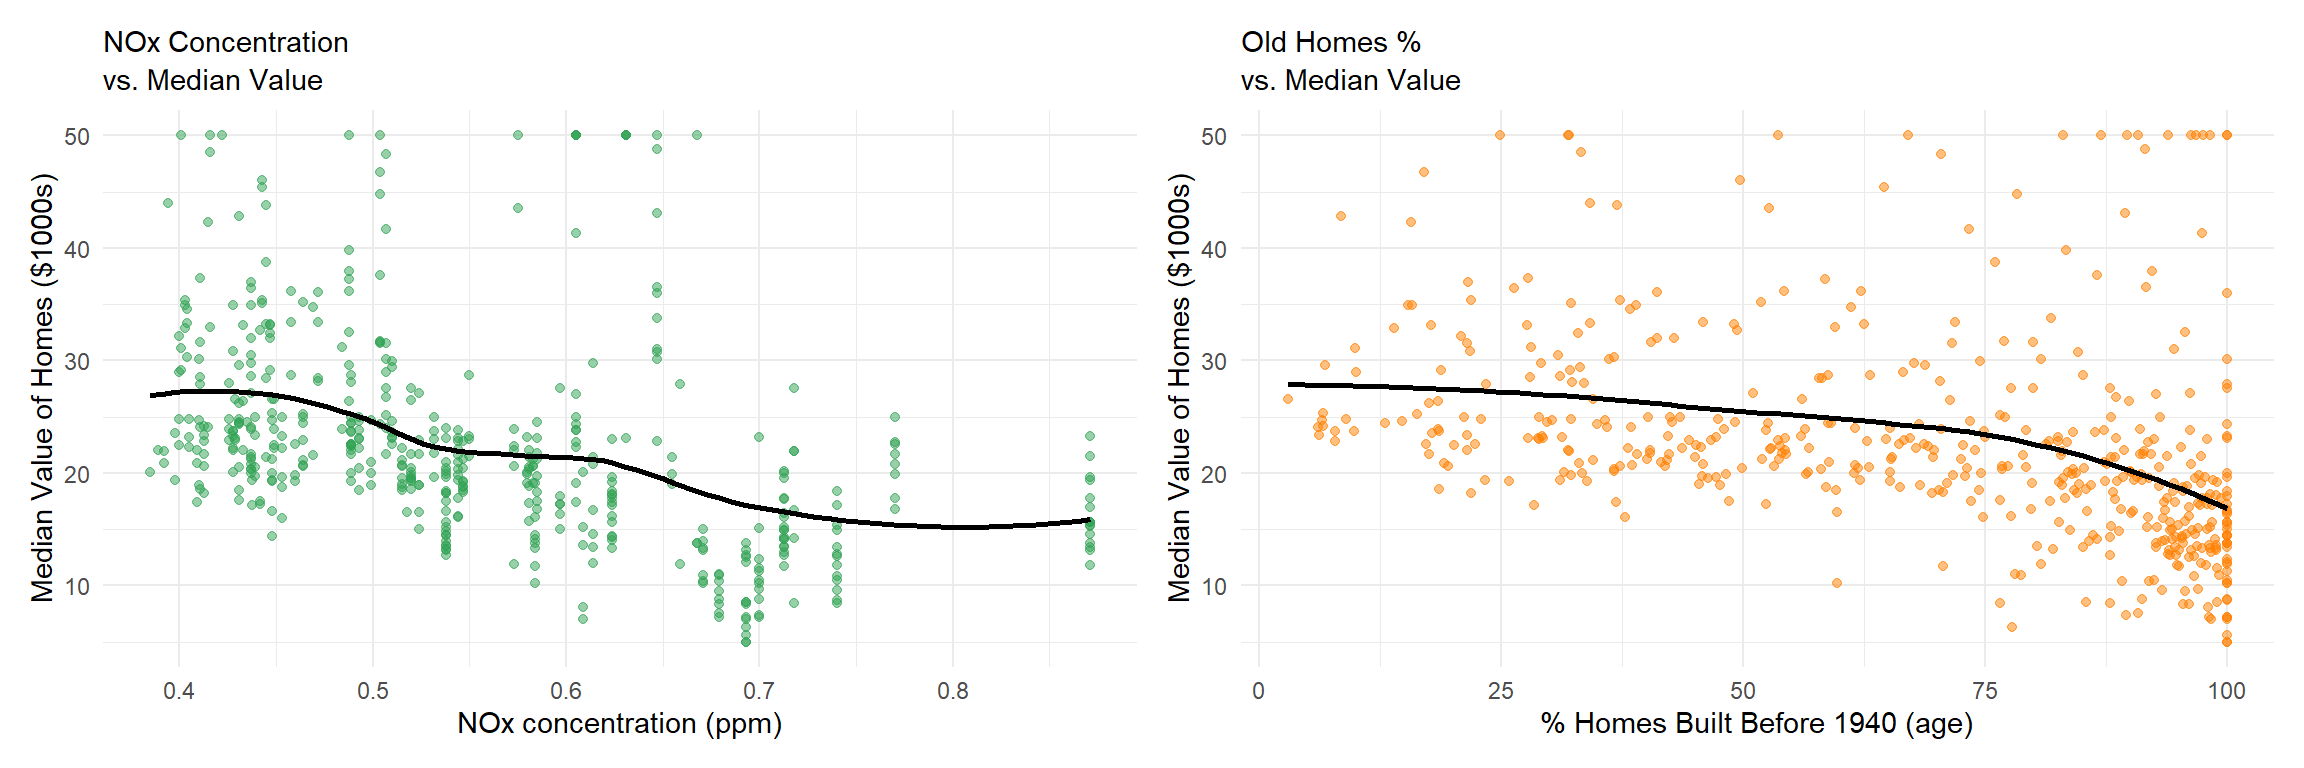 NOx Concentration
vs. Median Value
Median Value of Homes ($1000s)
50
40
30
20
10
0.4 0.5 0.6 0.7 0.8
NOx concentration (ppm)
Old Homes %
vs. Median Value
Median Value of Homes ($1000s)
50
40
30
20
10
0 25 50 75 100
% Homes Built Before 1940 (age)